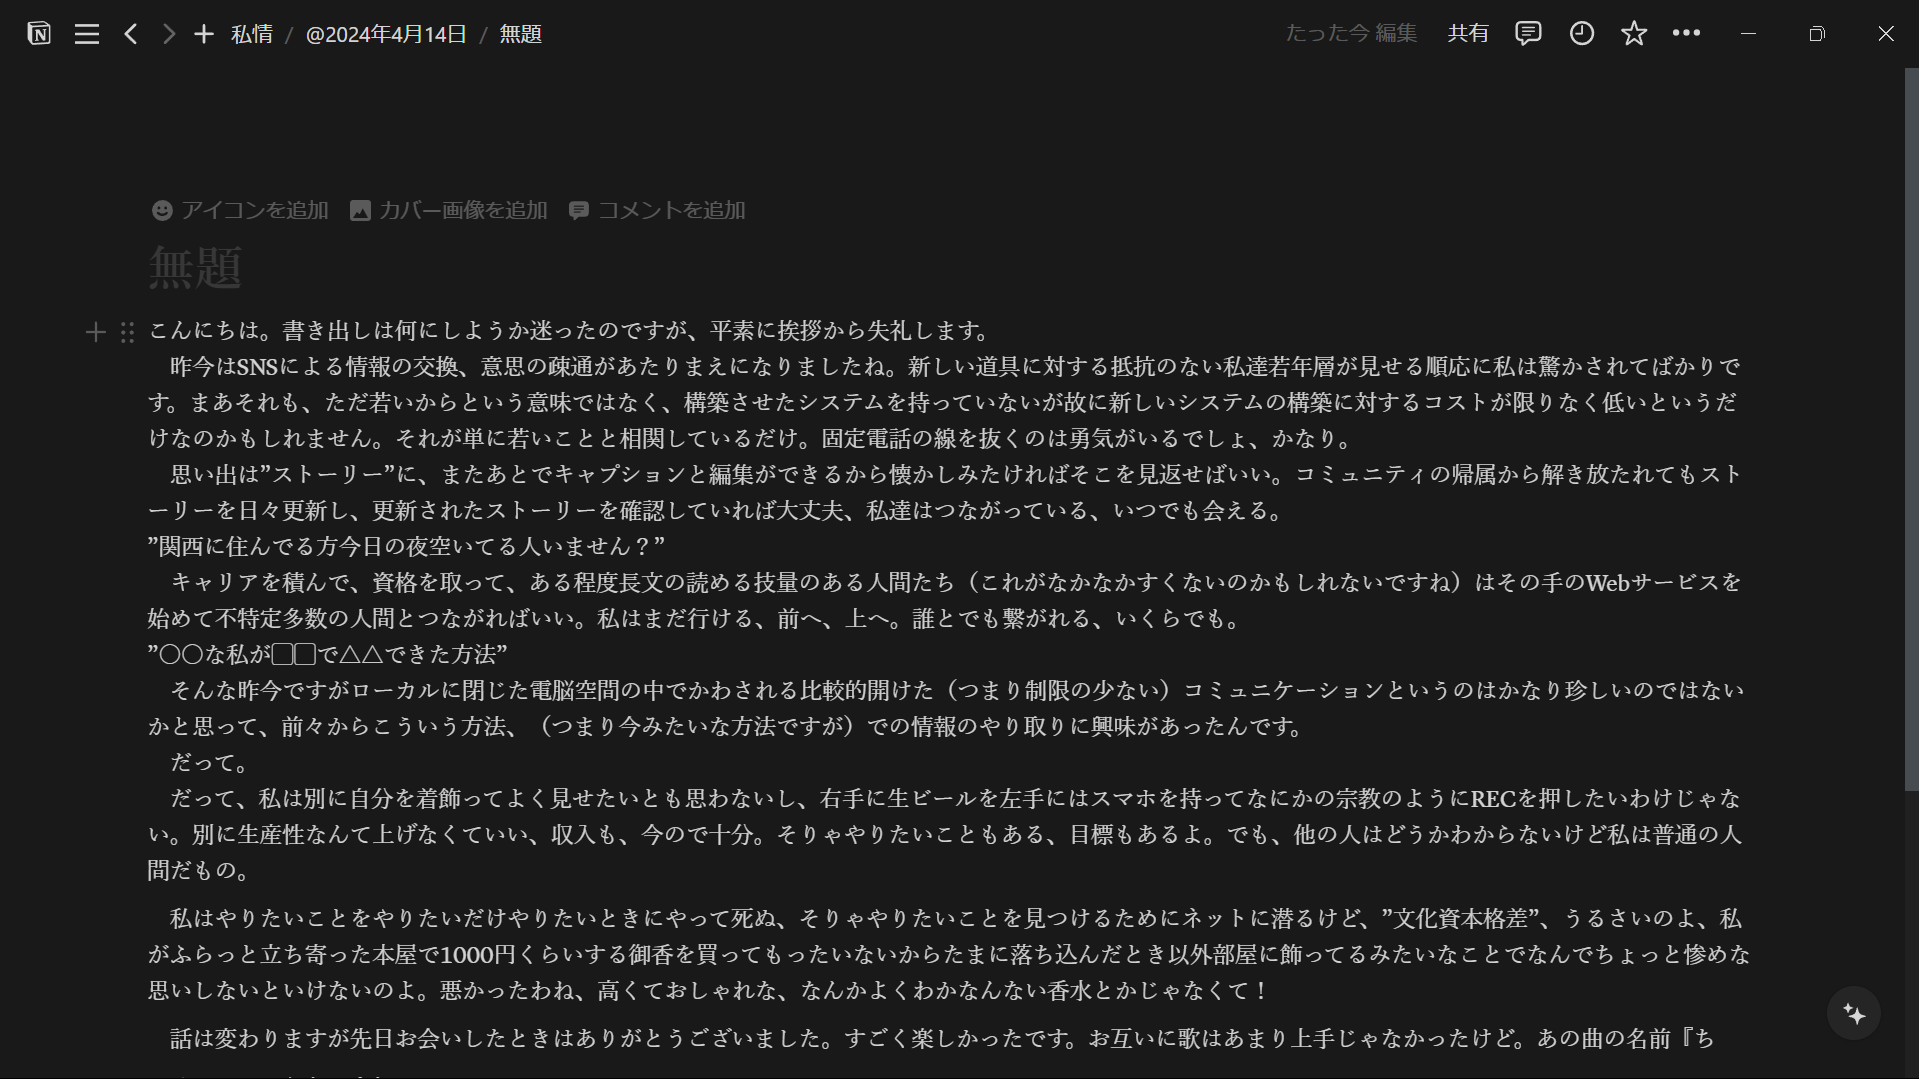 私情 / @2024年4月14日 / 無題
たった今 編集 共有
アイコンを追加 カバー画像を追加 コメントを追加
無題
こんにちは。書き出しは何にしようか迷ったのですが、平素に挨拶から失礼します。
昨今はSNSによる情報の交換、意思の疎通があたりまえになりましたね。新しい道具に対する抵抗のない私達若年層が見せる順応に私は驚かされてばかりで
す。まあそれも、ただ若いからという意味ではなく、構築させたシステムを持っていないが故に新しいシステムの構築に対するコストが限りなく低いというだ
けなのかもしれません。それが単に若いことと相関しているだけ。固定電話の線を抜くのは勇気がいるでしょ、かなり。
思い出は”ストーリー”に、またあとでキャプションと編集ができるから懐かしみたければそこを見返せばいい。コミュニティの帰属から解き放たれてもスト
ーリーを日々更新し、更新されたストーリーを確認していれば大丈夫、私達はつながっている、いつでも会える。
”関西に住んでる方今日の夜空いてる人いません？”
キャリアを積んで、資格を取って、ある程度長文の読める技量のある人間たち（これがなかなかすくないのかもしれないですね）はその手のWebサービスを
始めて不特定多数の人間とつながればいい。私はまだ行ける、前へ、上へ。誰とでも繋がれる、いくらでも。
”〇〇な私が▢▢で△△できた方法”
そんな昨今ですがローカルに閉じた電脳空間の中でかわされる比較的開けた（つまり制限の少ない）コミュニケーションというのはかなり珍しいのではない
かと思って、前々からこういう方法、（つまり今みたいな方法ですが）での情報のやり取りに興味があったんです。
だって。
だって、私は別に自分を着飾ってよく見せたいとも思わないし、右手に生ビールを左手にはスマホを持ってなにかの宗教のようにRECを押したいわけじゃな
い。別に生産性なんて上げなくていい、収入も、今ので十分。そりゃやりたいこともある、目標もあるよ。でも、他の人はどうかわからないけど私は普通の人
間だもの。
私はやりたいことをやりたいだけやりたいときにやって死ぬ、そりゃやりたいことを見つけるためにネットに潜るけど、”文化資本格差”、うるさいのよ、私
がふらっと立ち寄った本屋で1000円くらいする御香を買ってもったいないからたまに落ち込んだとき以外部屋に飾ってるみたいなことでなんでちょっと惨めな
思いしないといけないのよ。悪かったわね、高くておしゃれな、なんかよくわかなんない香水とかじゃなくて！
話は変わりますが先日お会いしたときはありがとうございました。すごく楽しかったです。お互いに歌はあまり上手じゃなかったけど。あの曲の名前『ち